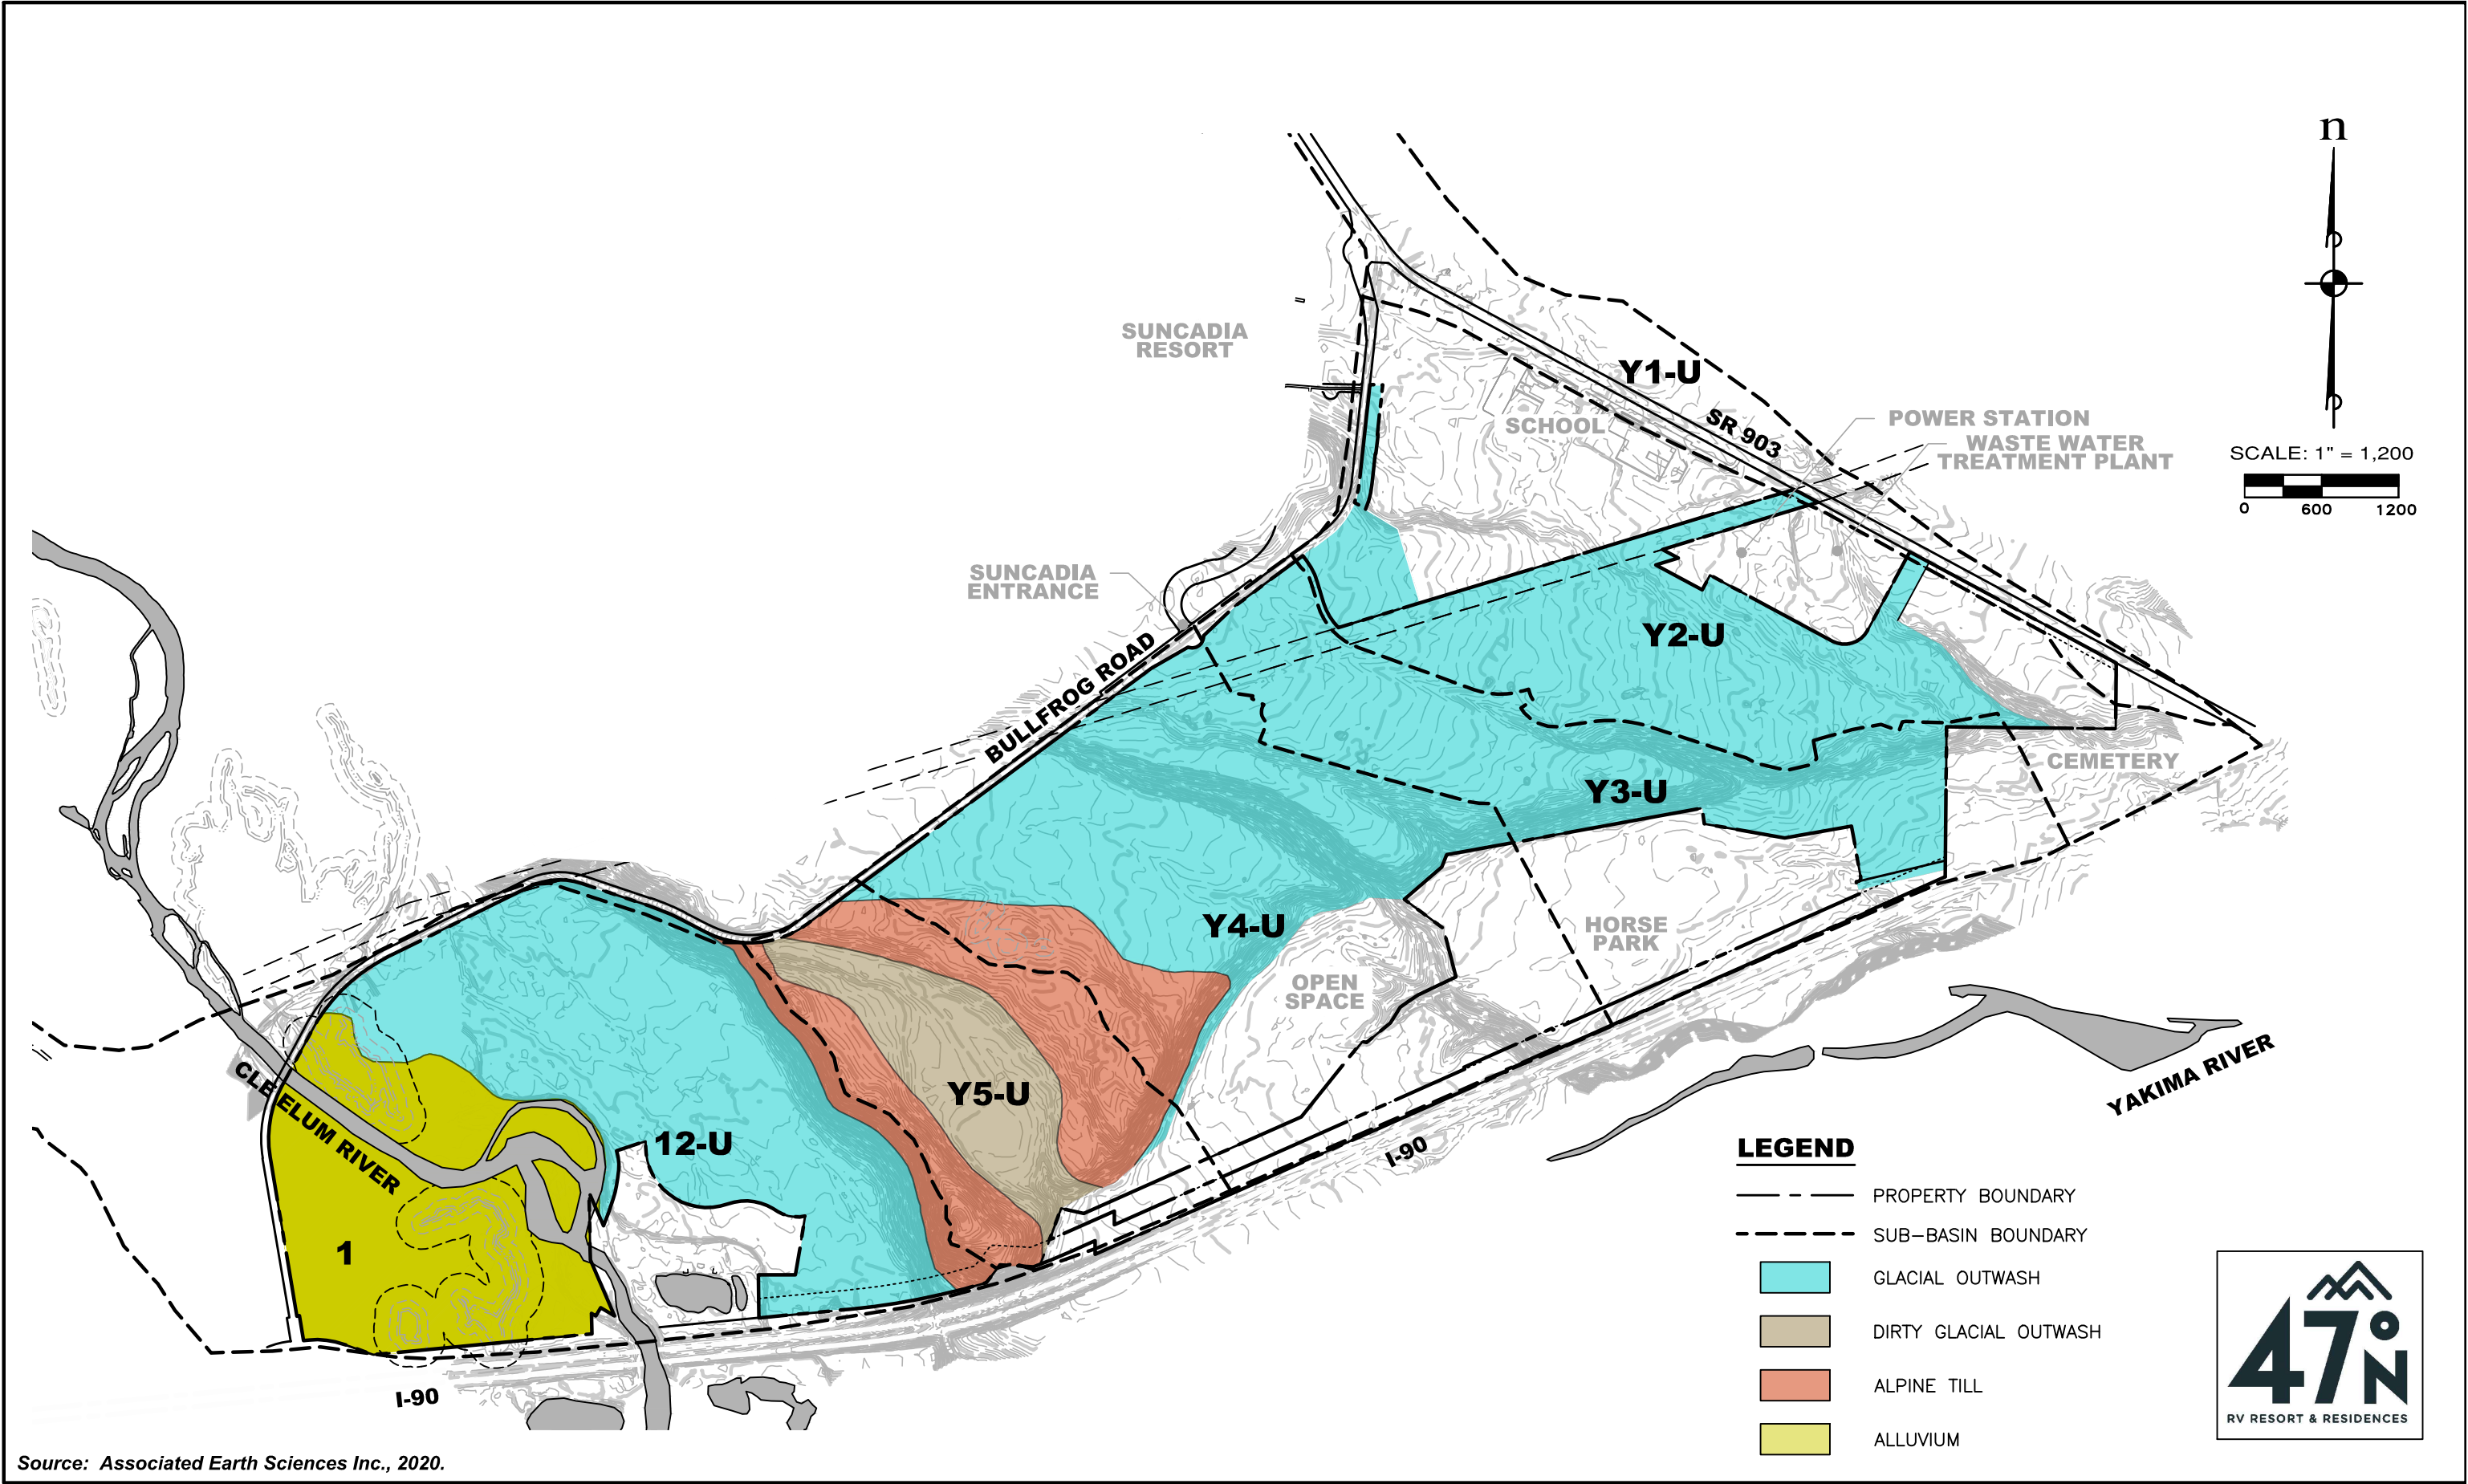 n
SCALE: 1" = 1,200
0 600 1200
SUNCADIA
RESORT
Y1-U
SR 903
SCHOOL
POWER STATION
WASTE WATER
TREATMENT PLANT
SUNCADIA
ENTRANCE
BULLFROG ROAD
Y2-U
Y3-U
CEMETERY
Y4-U
HORSE
PARK
OPEN
SPACE
Y5-U
CLE ELUM RIVER
12-U
1
I-90
I-90
YAKIMA RIVER
LEGEND
PROPERTY BOUNDARY
SUB-BASIN BOUNDARY
GLACIAL OUTWASH
DIRTY GLACIAL OUTWASH
ALPINE TILL
ALLUVIUM
47°N
RV RESORT & RESIDENCES
Source: Associated Earth Sciences Inc., 2020.